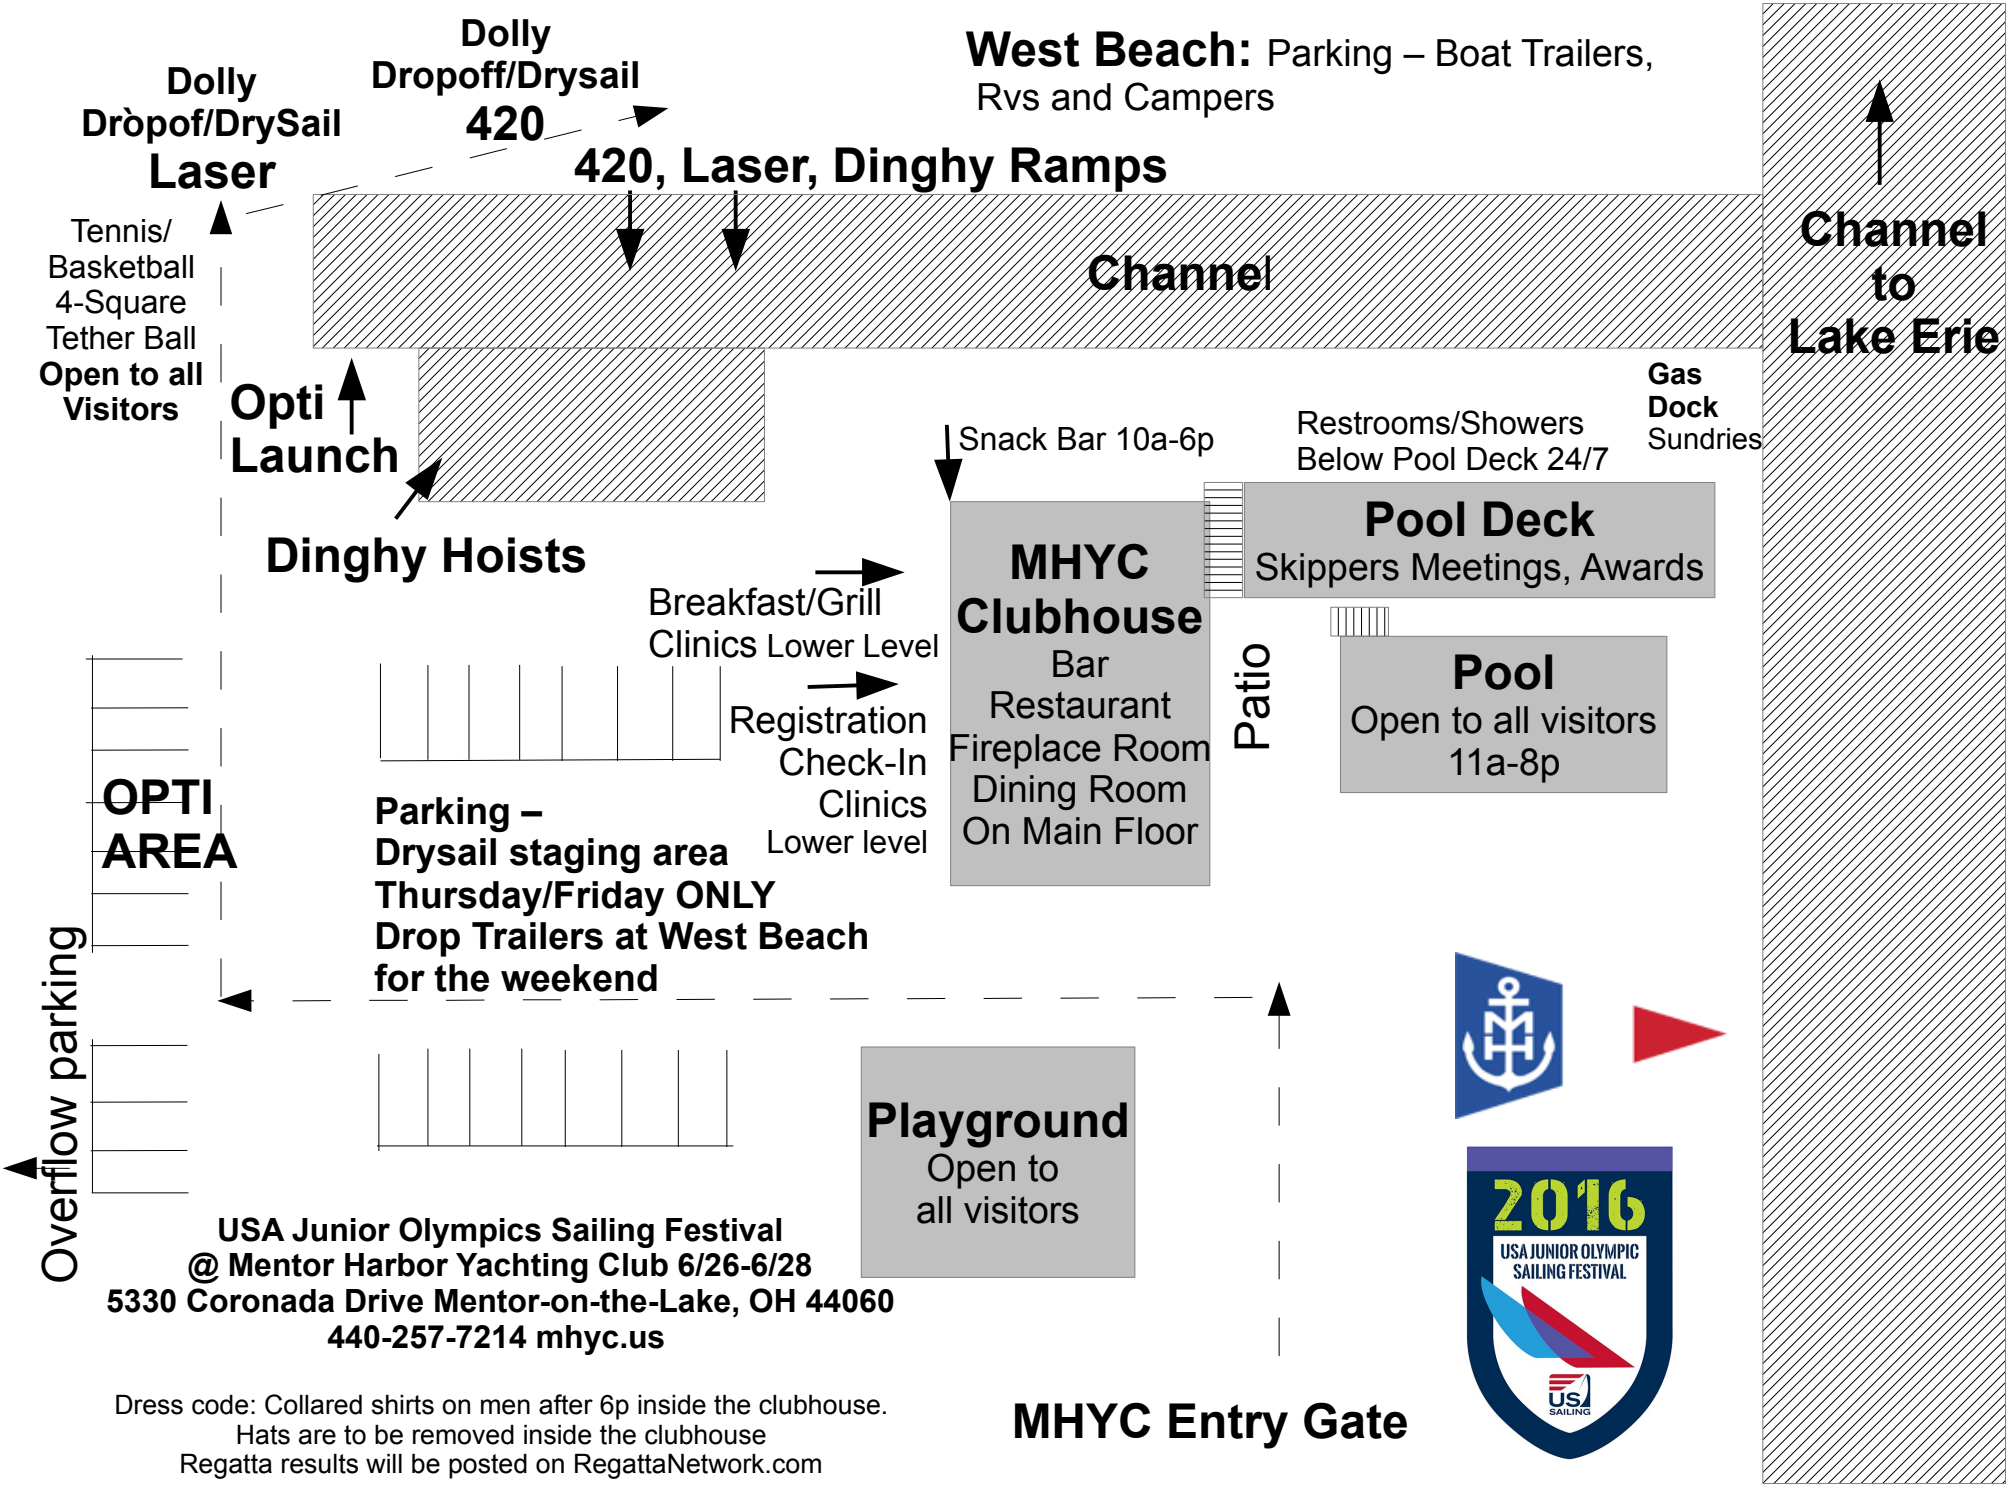 Dolly
Dropoff/Drysail
420
Dolly
Dròpof/DrySail
Laser
West Beach: Parking – Boat Trailers,
Rvs and Campers
420, Laser, Dinghy Ramps
Tennis/
Basketball
4-Square
Tether Ball
Open to all
Visitors
Channel
Channel
to
Lake Erie
Opti
Launch
Dinghy Hoists
Snack Bar 10a-6p
Restrooms/Showers
Below Pool Deck 24/7
Gas
Dock
Sundries
Pool Deck
Skippers Meetings, Awards
MHYC
Clubhouse
Bar
Restaurant
Fireplace Room
Dining Room
On Main Floor
Breakfast/Grill
Clinics Lower Level
Registration
Check-In
Clinics
Lower level
Patio
Pool
Open to all visitors
11a-8p
OPTI
AREA
Parking –
Drysail staging area
Thursday/Friday ONLY
Drop Trailers at West Beach
for the weekend
Overflow parking
Playground
Open to
all visitors
MH
USA Junior Olympics Sailing Festival
@ Mentor Harbor Yachting Club 6/26-6/28
5330 Coronada Drive Mentor-on-the-Lake, OH 44060
440-257-7214 mhyc.us
Dress code: Collared shirts on men after 6p inside the clubhouse.
Hats are to be removed inside the clubhouse
Regatta results will be posted on RegattaNetwork.com
MHYC Entry Gate
2016
USA JUNIOR OLYMPIC
SAILING FESTIVAL
US
SAILING